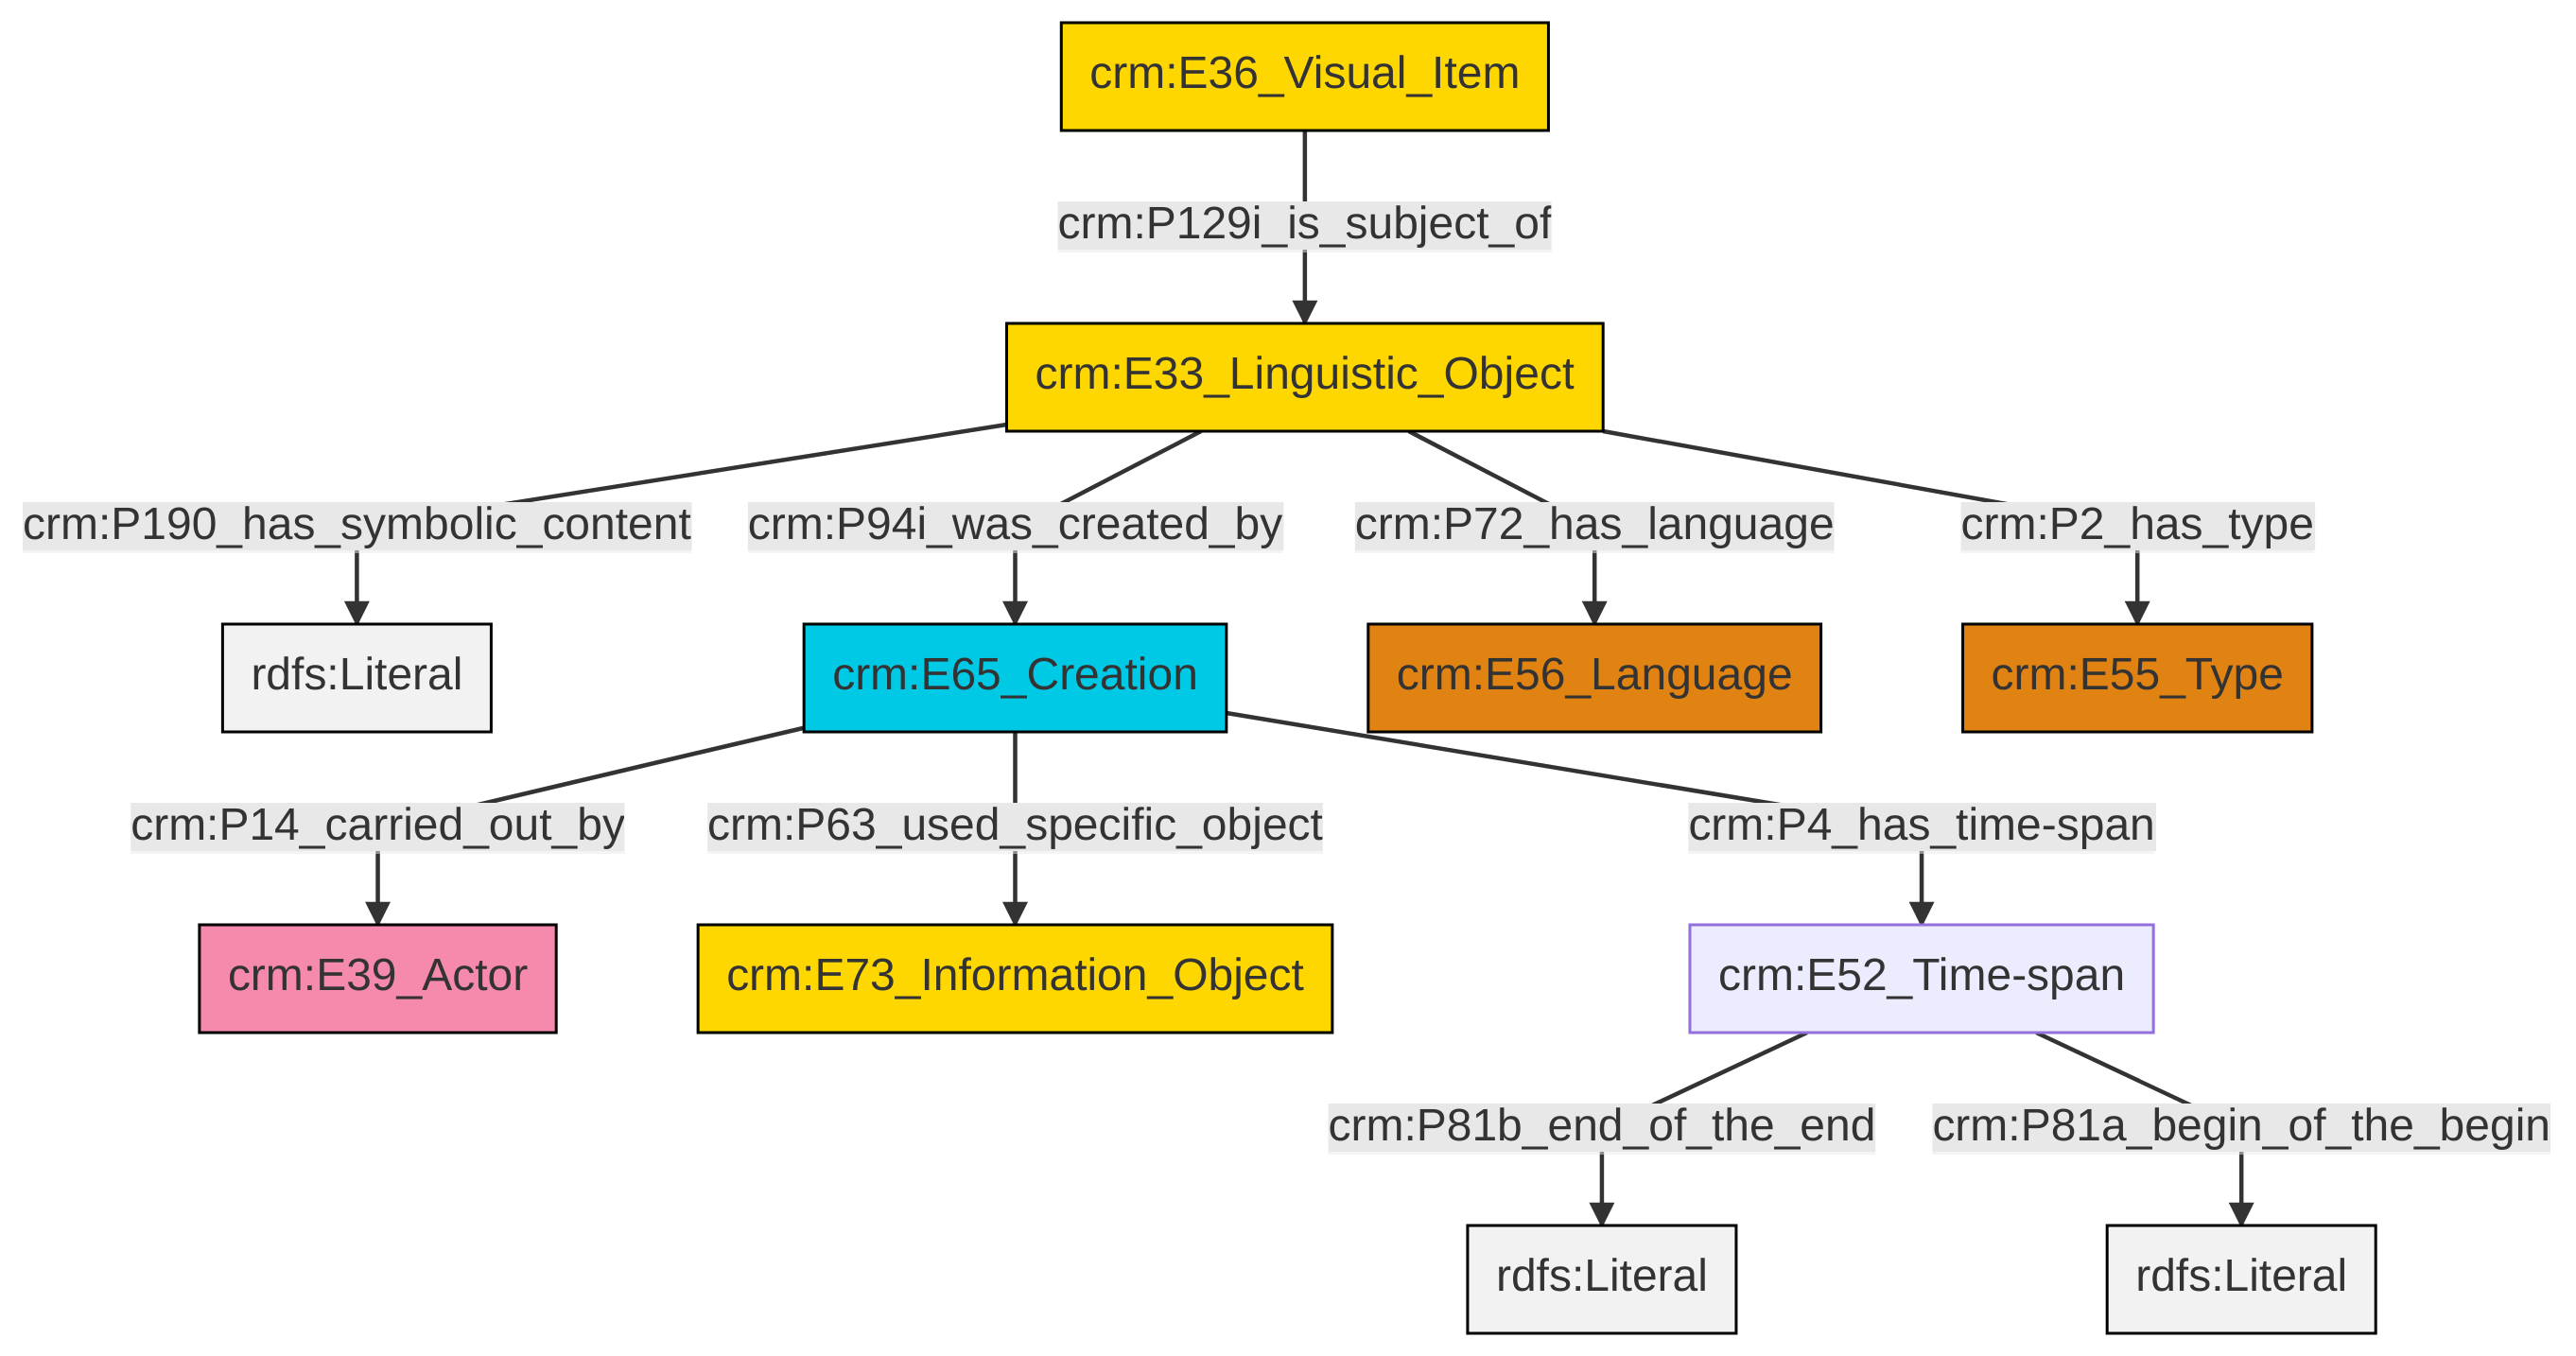 crm:E36_Visual_Item
crm:P129i_is_subject_of
crm:E33_Linguistic_Object
crm:P190_has_symbolic_content
crm:P94i_was_created_by
crm:P72_has_language
crm:P2_has_type
rdfs:Literal
crm:E65_Creation
crm:E56_Language
crm:E55_Type
crm:P14_carried_out_by
crm:P63_used_specific_object
crm:P4_has_time-span
crm:E39_Actor
crm:E73_Information_Object
crm:E52_Time-span
crm:P81b_end_of_the_end
crm:P81a_begin_of_the_begin
rdfs:Literal
rdfs:Literal